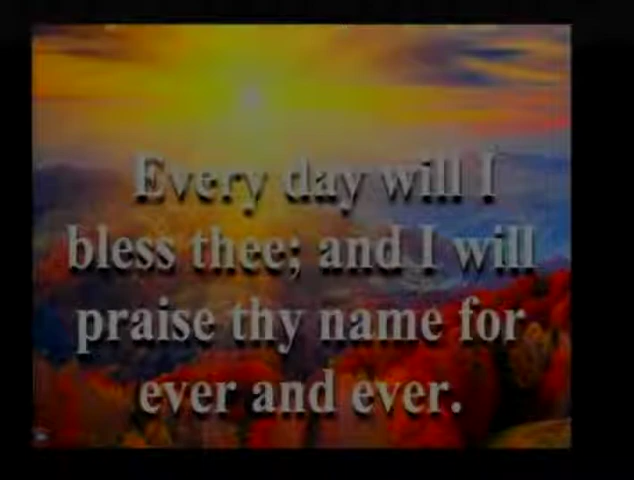 Every day will I
bless thee; and I will
praise thy name for
ever and ever.